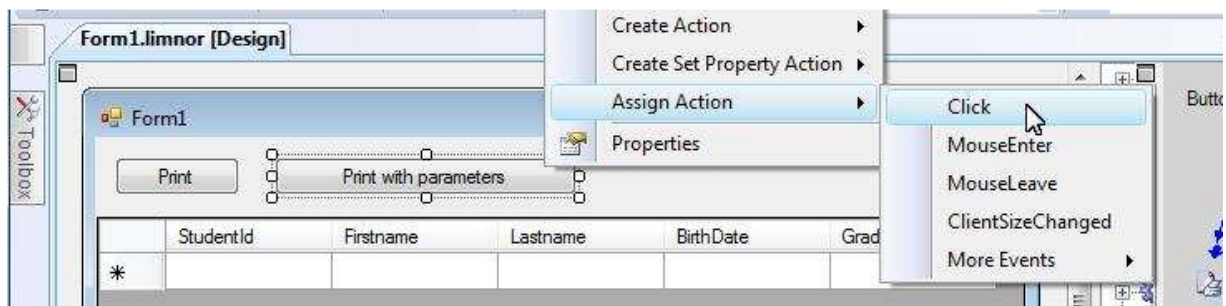 Form1.limnor [Design]
Create Action
Create Set Property Action
Assign Action
Properties
Click
MouseEnter
MouseLeave
ClientSizeChanged
More Events
Toolbox
Form1
Print
Print with parameters
StudentId Firstname Lastname BirthDate Grad
*
Butto